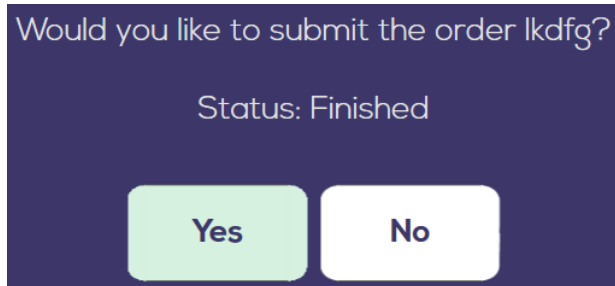 Would you like to submit the order lkdfg?
Status: Finished
Yes No